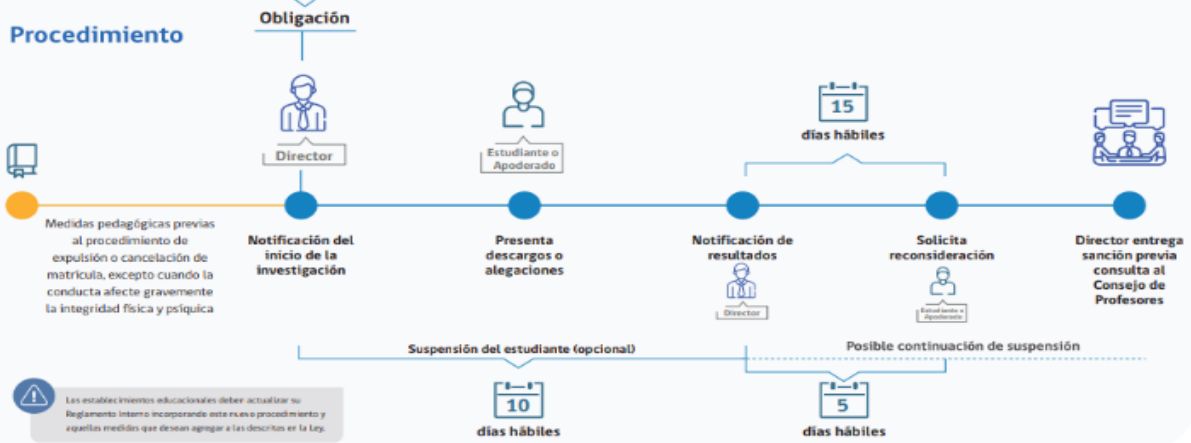 Obligación
Procedimiento
Director
Estudiante o
Apoderado
15
días hábiles
Medidas pedagógicas previas
al procedimiento de
expulsión o cancelación de
matrícula, excepto cuando la
conducta afecte gravemente
la integridad física y psíquica
Notificación del
inicio de la
investigación
Presenta
descargos o
alegaciones
Notificación de
resultados
Director
Solicita
reconsideración
Estudiante o
Apoderado
Director entrega
sanción previa
consulta al
Consejo de
Profesores
Suspensión del estudiante (opcional)
Posible continuación de suspensión
10
días hábiles
5
días hábiles
Los establecimientos educacionales deber actualizar su
Reglamento Interno incorporando este nuevo procedimiento y
aquellas medidas que desean agregar a las descritas en la Ley.